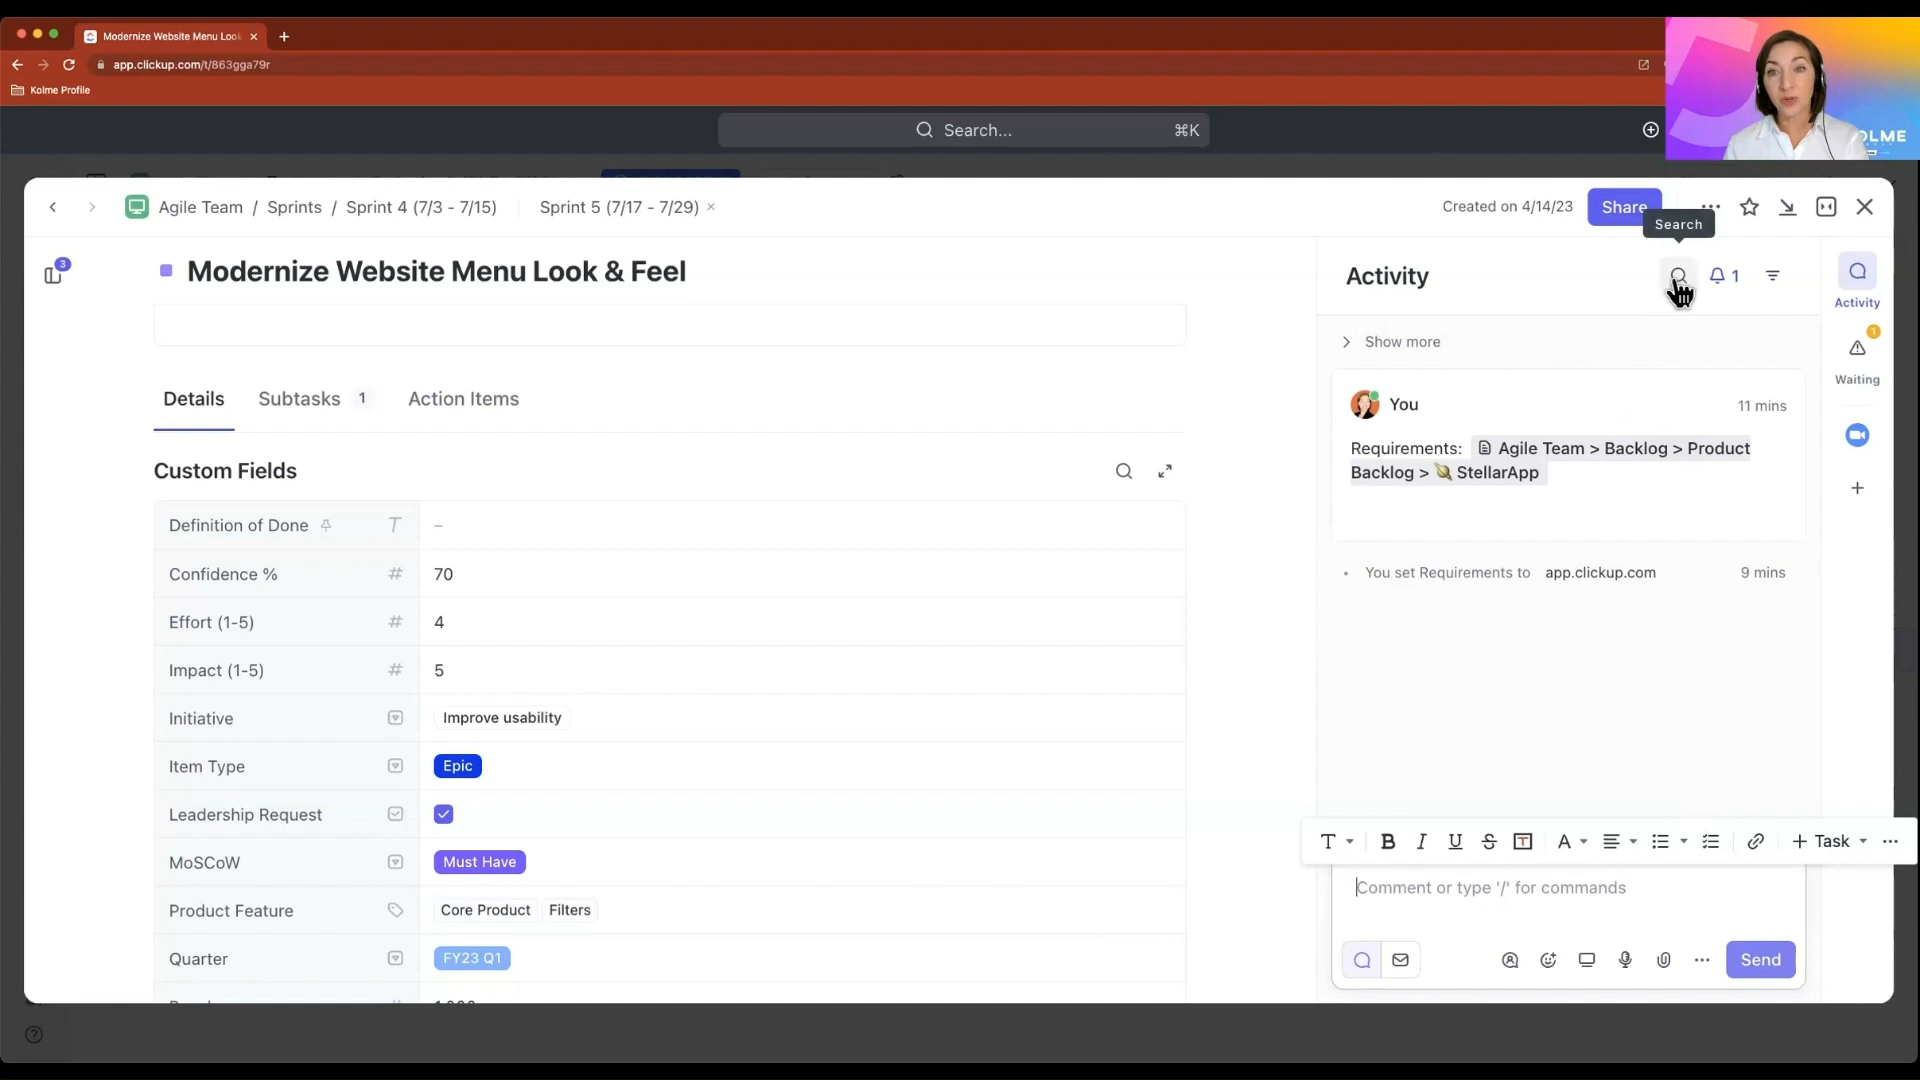 Modernize Website Menu Look
app.clickup.com/t/863gga79r
Kolme Profile
Search... ⌘K
OLME
Agile Team / Sprints / Sprint 4 (7/3 - 7/15) Sprint 5 (7/17 - 7/29) ×
Created on 4/14/23 Share
Search
3
Modernize Website Menu Look & Feel
Details Subtasks 1 Action Items
Custom Fields
Definition of Done –
Confidence % # 70
Effort (1-5) # 4
Impact (1-5) # 5
Initiative Improve usability
Item Type Epic
Leadership Request
MoSCoW Must Have
Product Feature Core Product Filters
Quarter FY23 Q1
Activity 1
Show more
You 11 mins
Requirements: Agile Team > Backlog > Product
Backlog > StellarApp
• You set Requirements to app.clickup.com 9 mins
T B I U S T A + Task
Comment or type '/' for commands
Send
Activity
1
Waiting